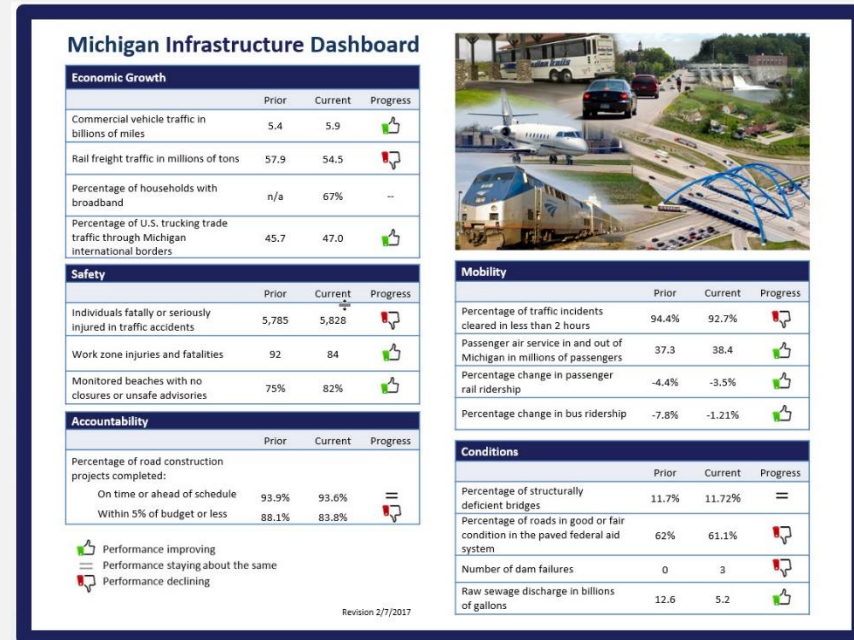 Michigan Infrastructure Dashboard
Economic Growth
Prior Current Progress
Commercial vehicle traffic in
billions of miles 5.4 5.9
Rail freight traffic in millions of tons 57.9 54.5
Percentage of households with
broadband n/a 67% --
Percentage of U.S. trucking trade
traffic through Michigan 45.7 47.0
international borders
Safety
Prior Current Progress
Individuals fatally or seriously
injured in traffic accidents 5,785 5,828
Work zone injuries and fatalities 92 84
Monitored beaches with no
closures or unsafe advisories 75% 82%
Accountability
Prior Current Progress
Percentage of road construction
projects completed:
On time or ahead of schedule 93.9% 93.6% =
Within 5% of budget or less 88.1% 83.8%
Performance improving
= Performance staying about the same
Performance declining
Revision 2/7/2017
Mobility
Prior Current Progress
Percentage of traffic incidents
cleared in less than 2 hours 94.4% 92.7%
Passenger air service in and out of
Michigan in millions of passengers 37.3 38.4
Percentage change in passenger
rail ridership -4.4% -3.5%
Percentage change in bus ridership -7.8% -1.21%
Conditions
Prior Current Progress
Percentage of structurally
deficient bridges 11.7% 11.72% =
Percentage of roads in good or fair
condition in the paved federal aid 62% 61.1%
system
Number of dam failures 0 3
Raw sewage discharge in billions
of gallons 12.6 5.2